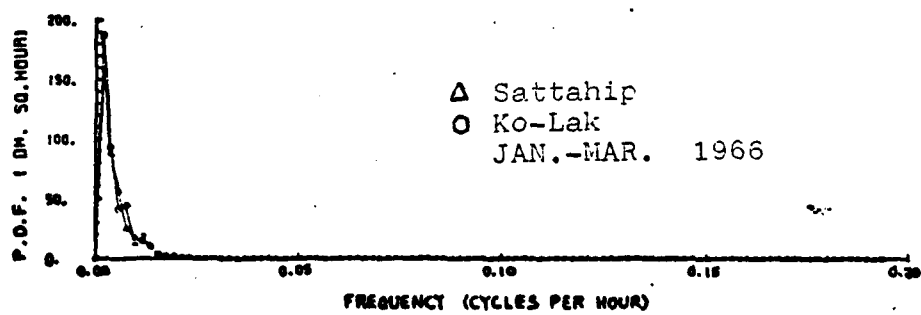 200.
150.
100.
50.
0.
P.D.F. ( DM. SQ.HOUR)
Δ Sattahip
O Ko-Lak
JAN.-MAR. 1966
0.00 0.05 0.10 0.15 0.20
FREQUENCY (CYCLES PER HOUR)